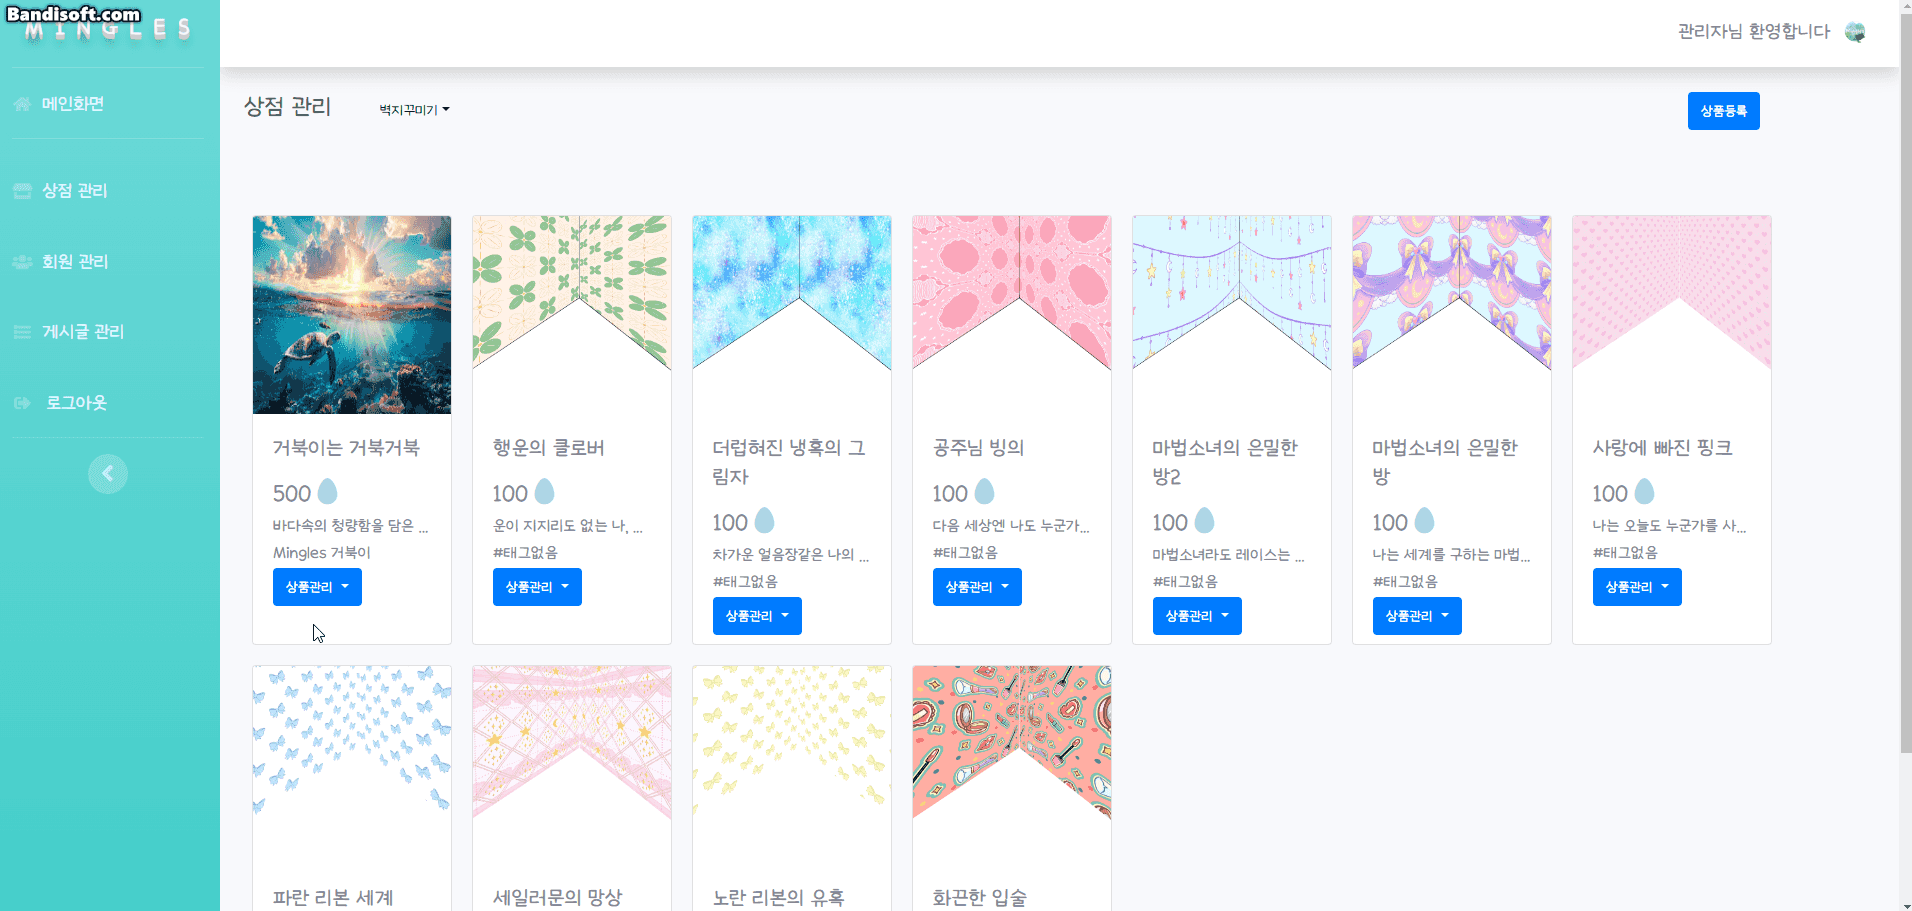 Bandisoft.com
MINGLES
관리자님 환영합니다
메인화면
상점 관리
회원 관리
게시글 관리
로그아웃
상점 관리
벽지꾸미기
상품등록
거북이는 거북거북
500
바다속의 청량함을 담은 ...
Mingles 거북이
상품관리
행운의 클로버
100
운이 지지리도 없는 나, ...
#태그없음
상품관리
더럽혀진 냉혹의 그
림자
100
차가운 얼음장같은 나의 ...
#태그없음
상품관리
공주님 빙의
100
다음 세상엔 나도 누군가...
#태그없음
상품관리
마법소녀의 은밀한
방2
100
마법소녀라도 레이스는 ...
#태그없음
상품관리
마법소녀의 은밀한
방
100
나는 세계를 구하는 마법...
#태그없음
상품관리
사랑에 빠진 핑크
100
나는 오늘도 누군가를 사...
#태그없음
상품관리
파란 리본 세계
세일러문의 망상
노란 리본의 유혹
화끈한 입술